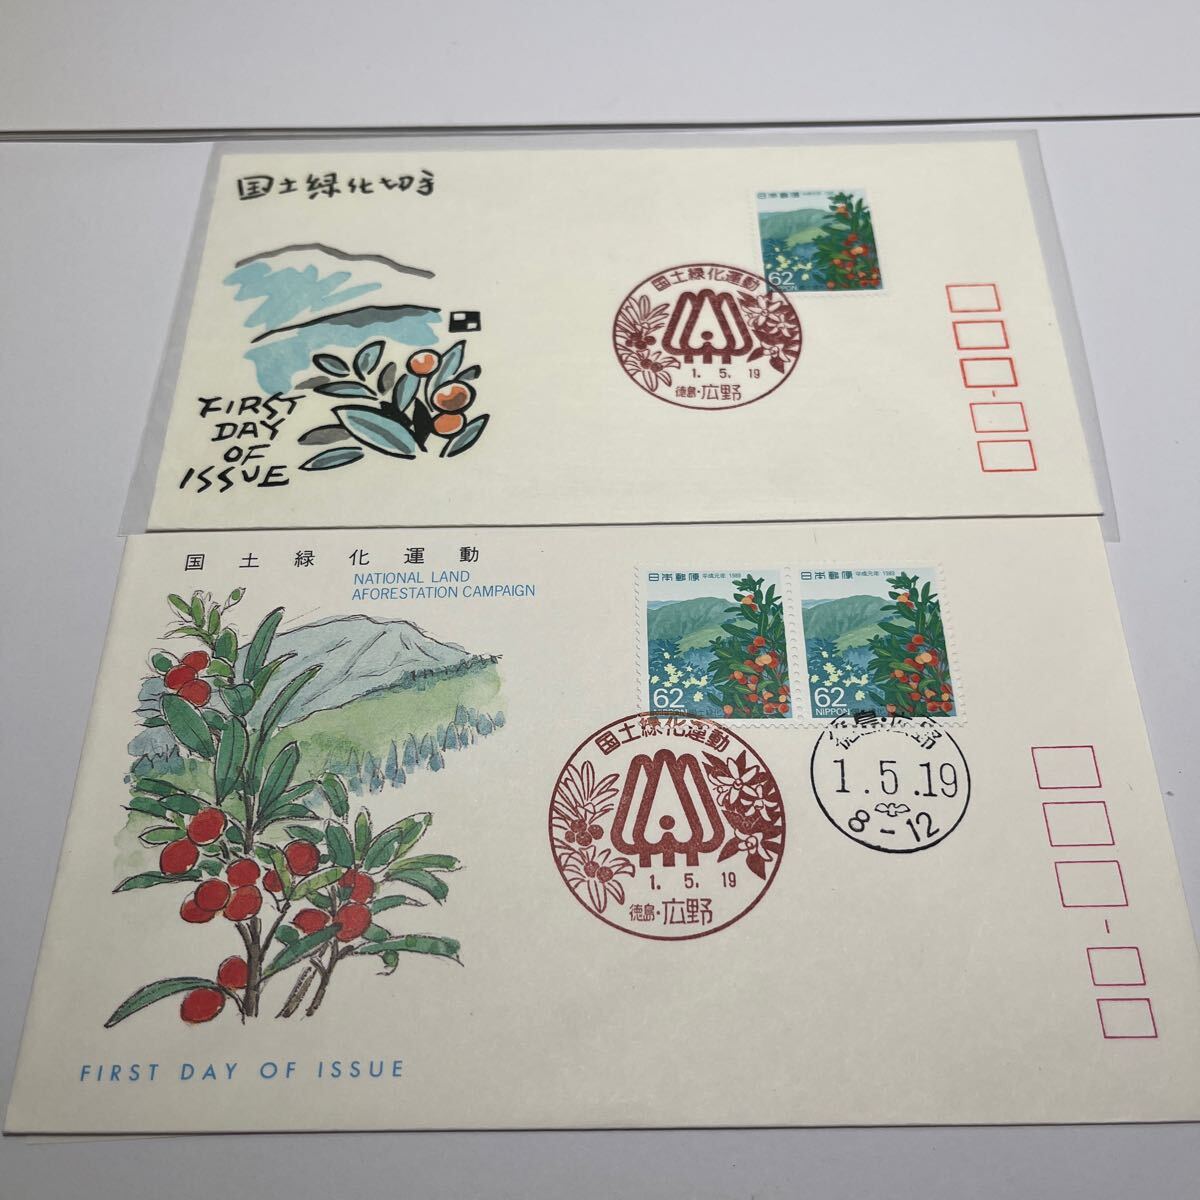 国土緑化切手
FIRST
DAY
OF
ISSUE
日本郵便
62
NIPPON
国土緑化運動
1. 5. 19
徳島・広野
国土緑化運動
NATIONAL LAND
AFORESTATION CAMPAIGN
日本郵便 平成元年 1989
62
NIPPON
日本郵便 平成元年 1989
62
NIPPON
国土緑化運動
1. 5. 19
徳島・広野
徳島・広野
1.5.19
8-12
FIRST DAY OF ISSUE